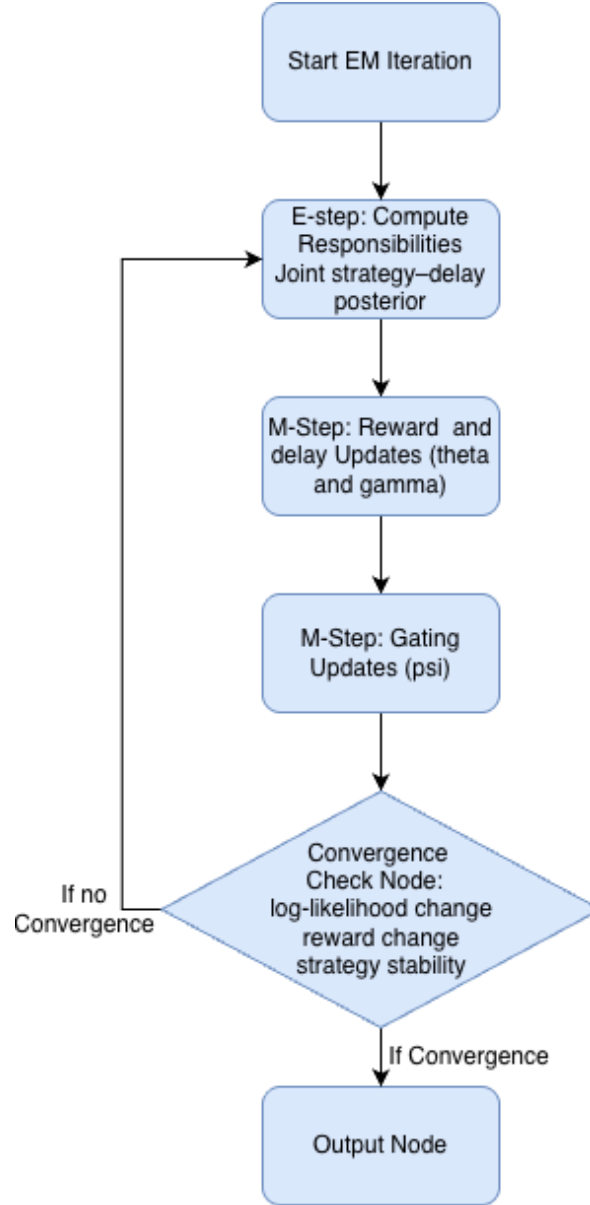 Start EM Iteration
E-step: Compute
Responsibilities
Joint strategy–delay
posterior
M-Step: Reward and
delay Updates (theta
and gamma)
M-Step: Gating
Updates (psi)
Convergence
Check Node:
log-likelihood change
reward change
strategy stability
If no
Convergence
If Convergence
Output Node